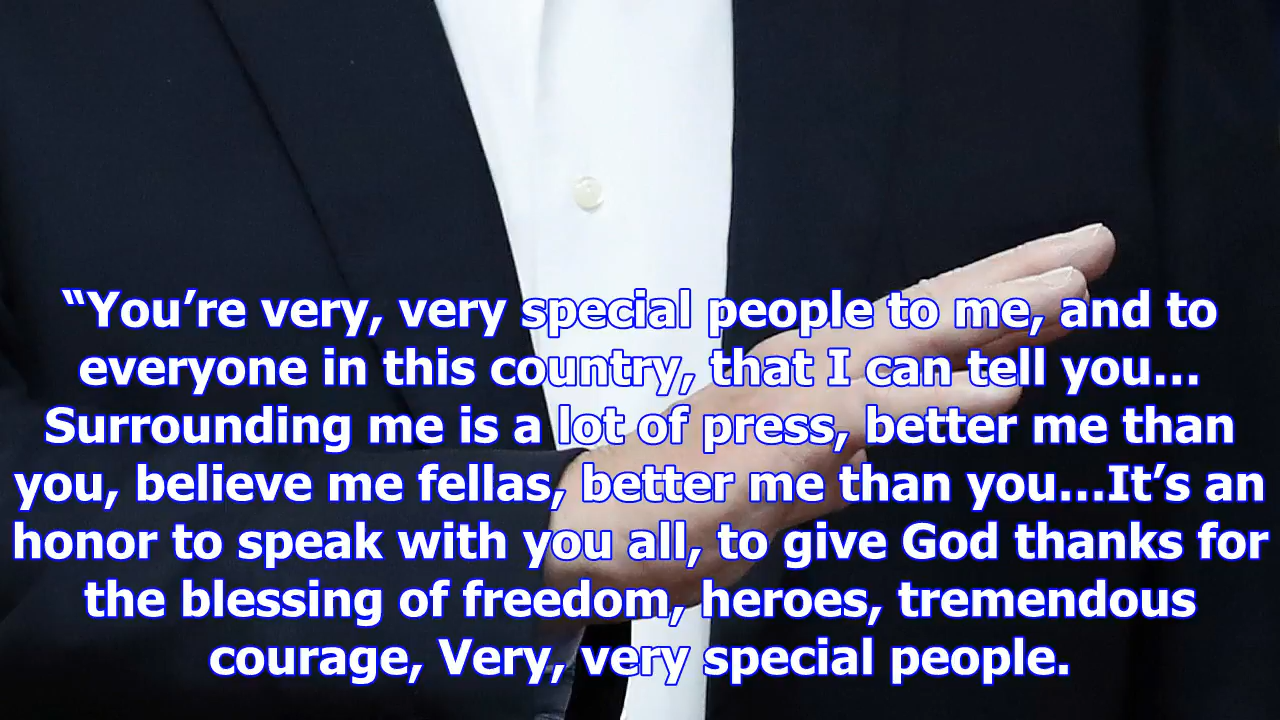 “You’re very, very special people to me, and to
everyone in this country, that I can tell you...
Surrounding me is a lot of press, better me than
you, believe me fellas, better me than you...It’s an
honor to speak with you all, to give God thanks for
the blessing of freedom, heroes, tremendous
courage, Very, very special people.